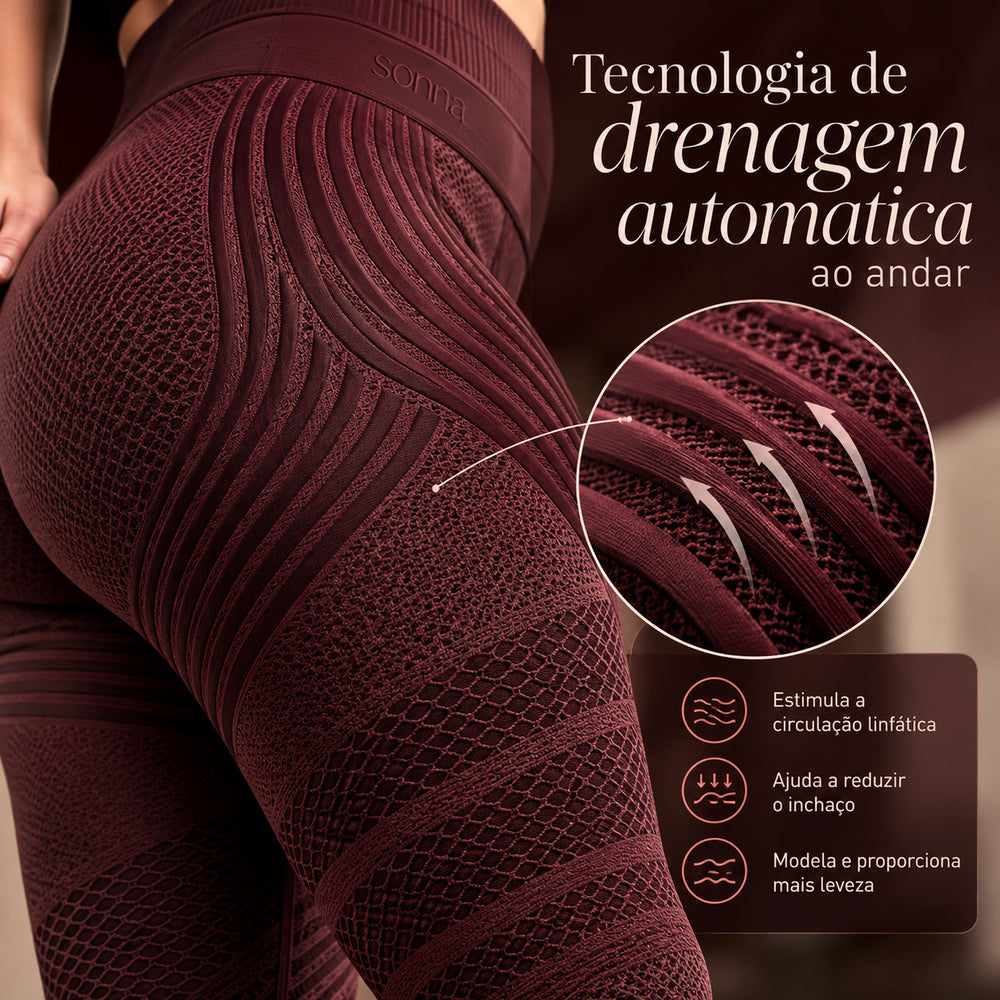 sonna
Tecnologia de
drenagem
automatica
ao andar
Estimula a
circulação linfática
Ajuda a reduzir
o inchaço
Modela e proporciona
mais leveza